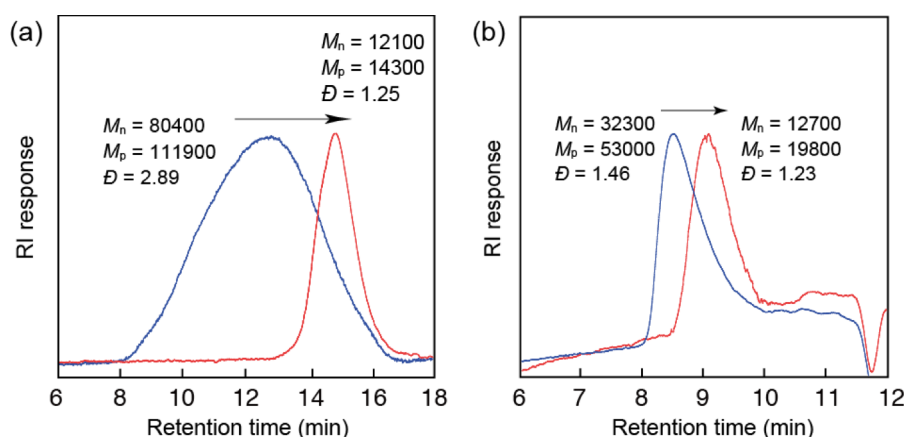 (a)
RI response
Mn = 12100
Mp = 14300
Đ = 1.25
Mn = 80400
Mp = 111900
Đ = 2.89
6 8 10 12 14 16 18
Retention time (min)
(b)
RI response
Mn = 32300
Mp = 53000
Đ = 1.46
Mn = 12700
Mp = 19800
Đ = 1.23
6 7 8 9 10 11 12
Retention time (min)